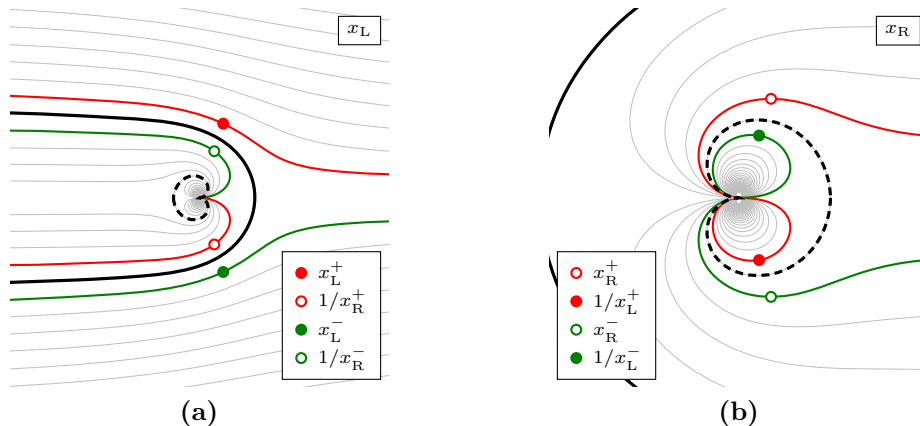 x_L
x_L^+
1/x_R^+
x_L^-
1/x_R^-
(a)
x_R
x_R^+
1/x_L^+
x_R^-
1/x_L^-
(b)